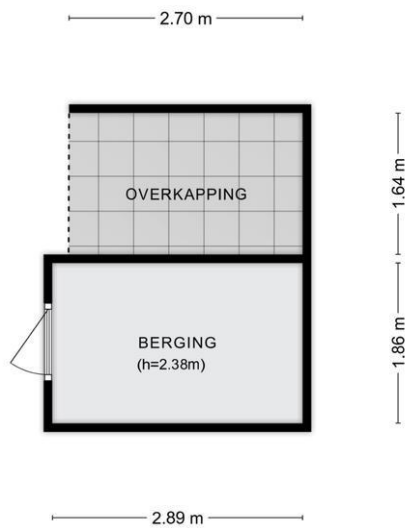 2.70 m
OVERKAPPING
1.64 m
BERGING
(h=2.38m)
1.86 m
2.89 m